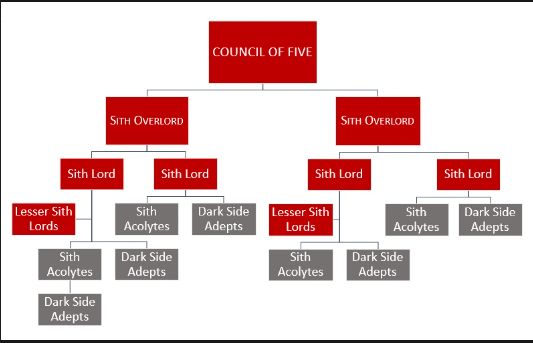 COUNCIL OF FIVE
SITH OVERLORD
SITH OVERLORD
Sith Lord
Sith Lord
Sith Lord
Sith Lord
Lesser Sith
Lords
Sith
Acolytes
Dark Side
Adepts
Lesser Sith
Lords
Sith
Acolytes
Dark Side
Adepts
Sith
Acolytes
Dark Side
Adepts
Sith
Acolytes
Dark Side
Adepts
Dark Side
Adepts